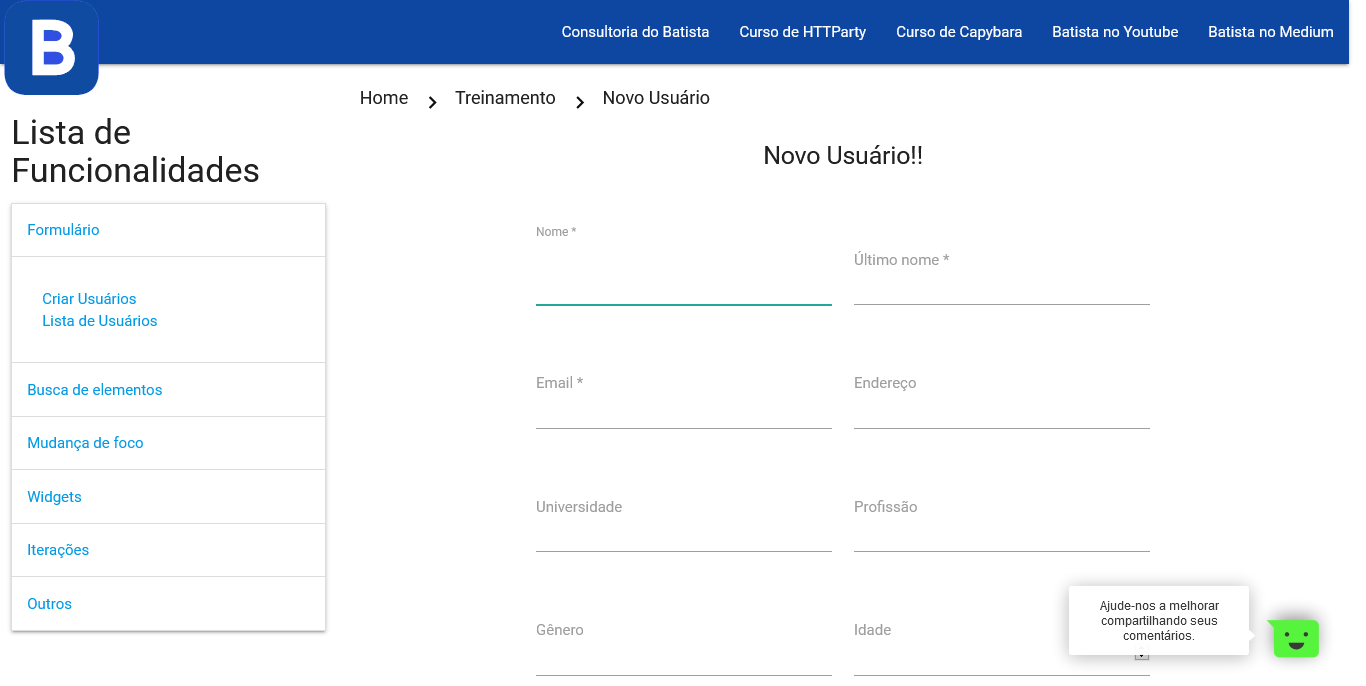 B
Consultoria do Batista Curso de HTTParty Curso de Capybara Batista no Youtube Batista no Medium
Home Treinamento Novo Usuário
Lista de
Funcionalidades
Formulário
Criar Usuários
Lista de Usuários
Busca de elementos
Mudança de foco
Widgets
Iterações
Outros
Novo Usuário!!
Nome *
Último nome *
Email *
Endereço
Universidade
Profissão
Gênero
Idade
Ajude-nos a melhorar
compartilhando seus
comentários.